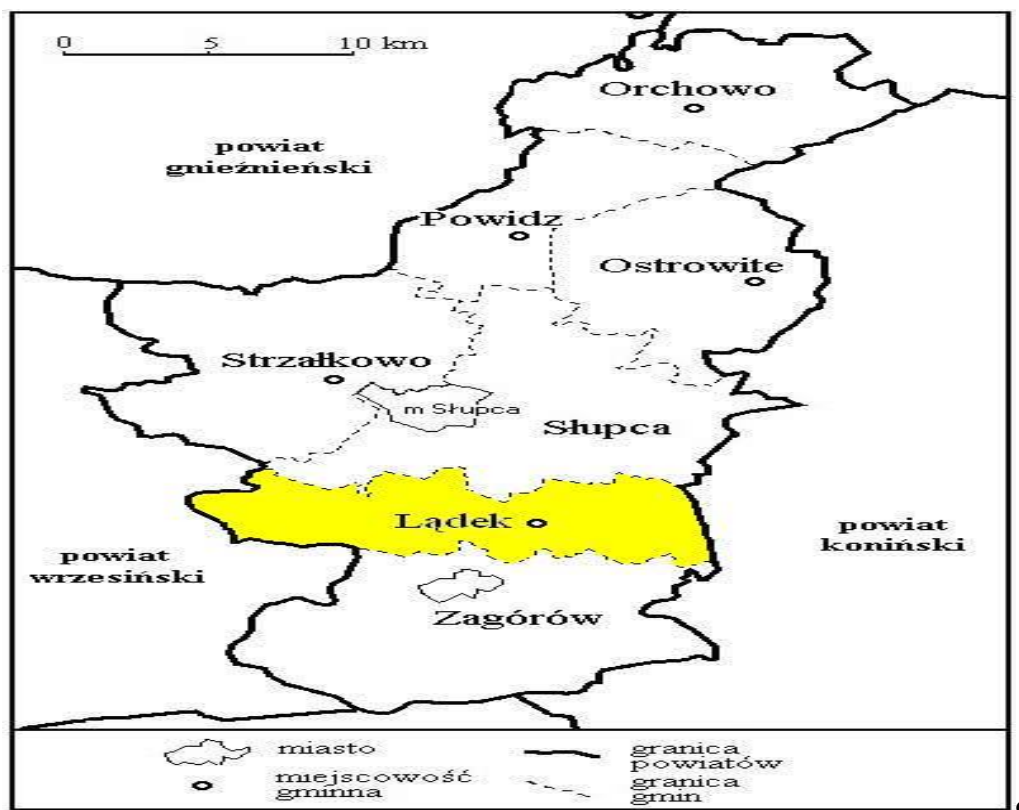 0 5 10 km
Orchowo
powiat
gnieźnieński
Powidz
Ostrowite
Strzałkowo
m Słupca
Słupca
Lądek
powiat
koniński
powiat
wrzesiński
Zagórów
miasto
miejscowość
gminna
granica
powiatów
granica
gmin